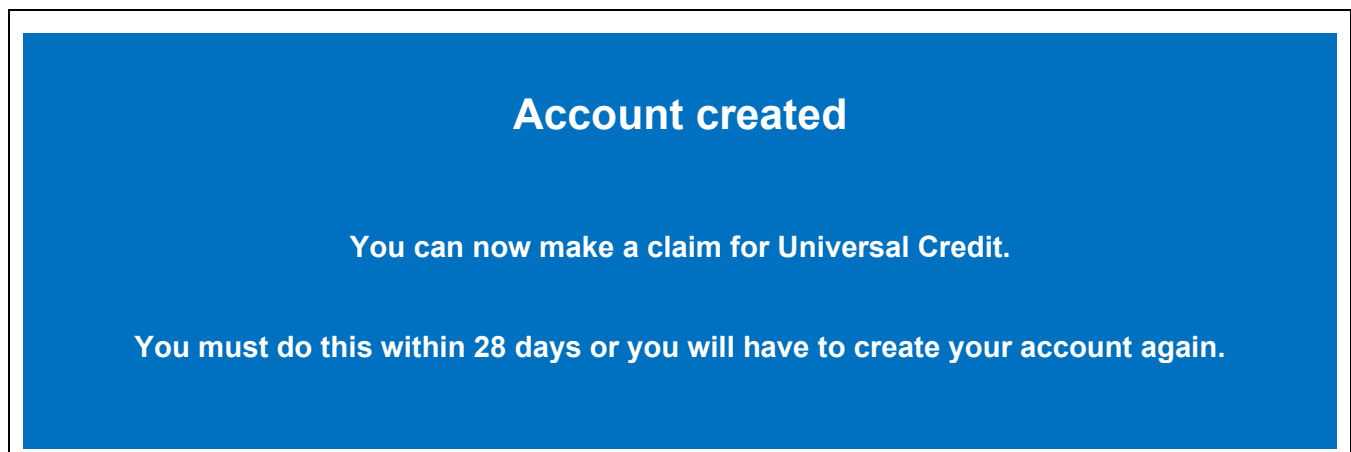 Account created
You can now make a claim for Universal Credit.
You must do this within 28 days or you will have to create your account again.